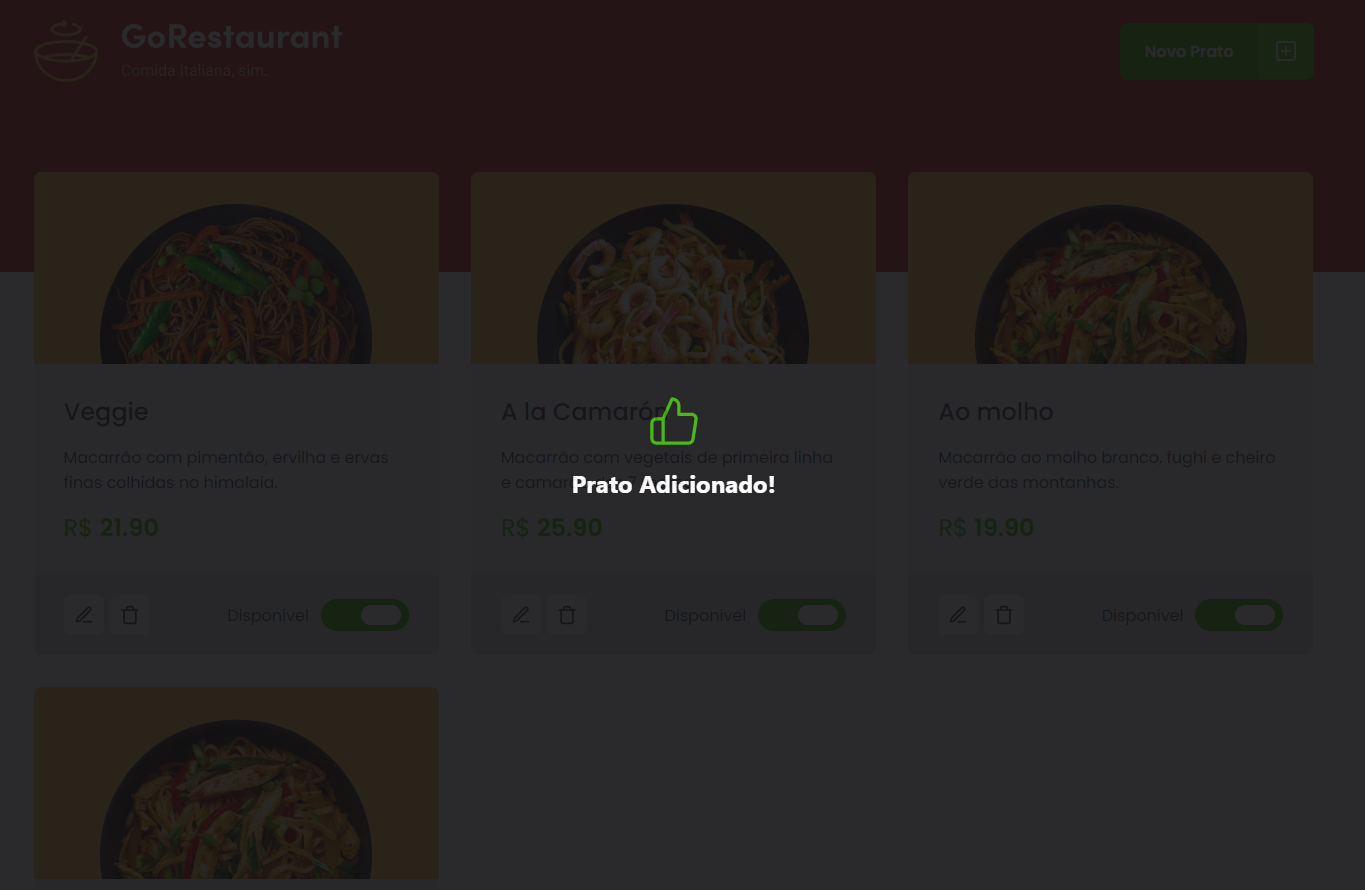 GoRestaurant
Comida italiana, sim.
Novo Prato
Veggie
Macarrão com pimentão, ervilha e ervas
finas colhidas no himalaia.
R$ 21.90
Disponível
A la Camarón
Macarrão com vegetais de primeira linha
e camarão
R$ 25.90
Disponível
Ao molho
Macarrão ao molho branco, fughi e cheiro
verde das montanhas.
R$ 19.90
Disponível
Prato Adicionado!